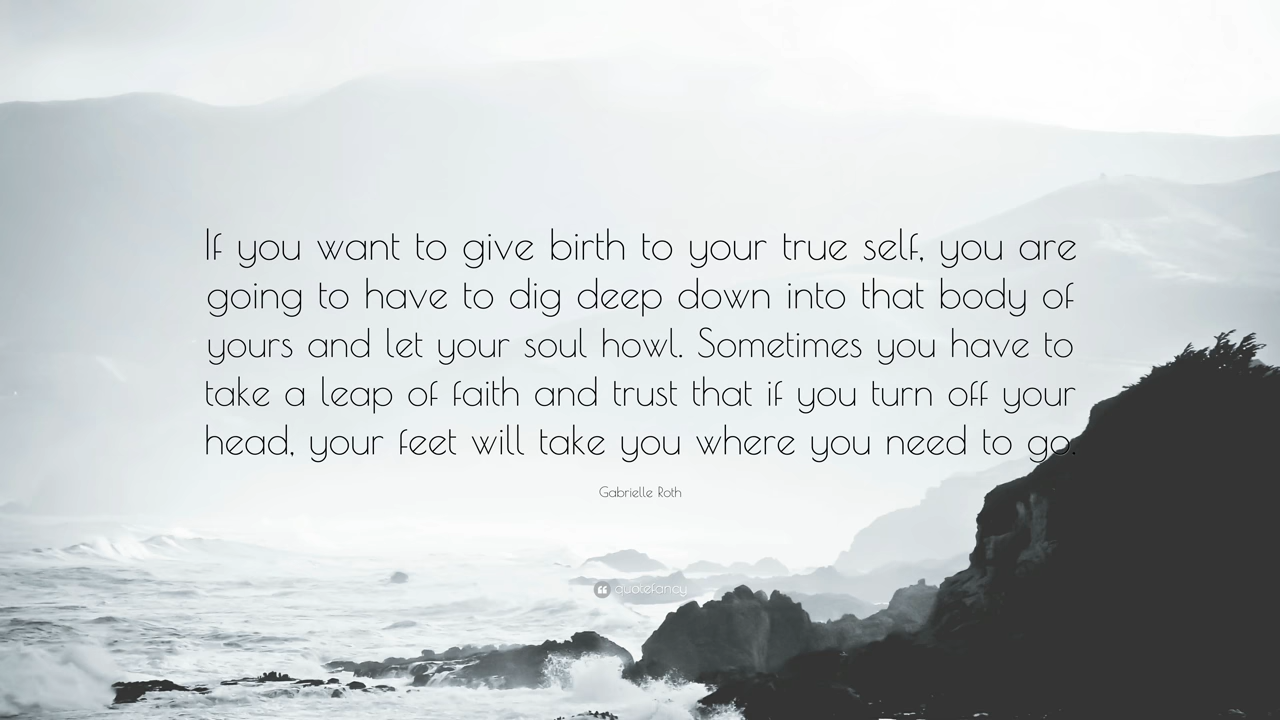 If you want to give birth to your true self, you are
going to have to dig deep down into that body of
yours and let your soul howl. Sometimes you have to
take a leap of faith and trust that if you turn off your
head, your feet will take you where you need to go.
Gabrielle Roth
quotefancy